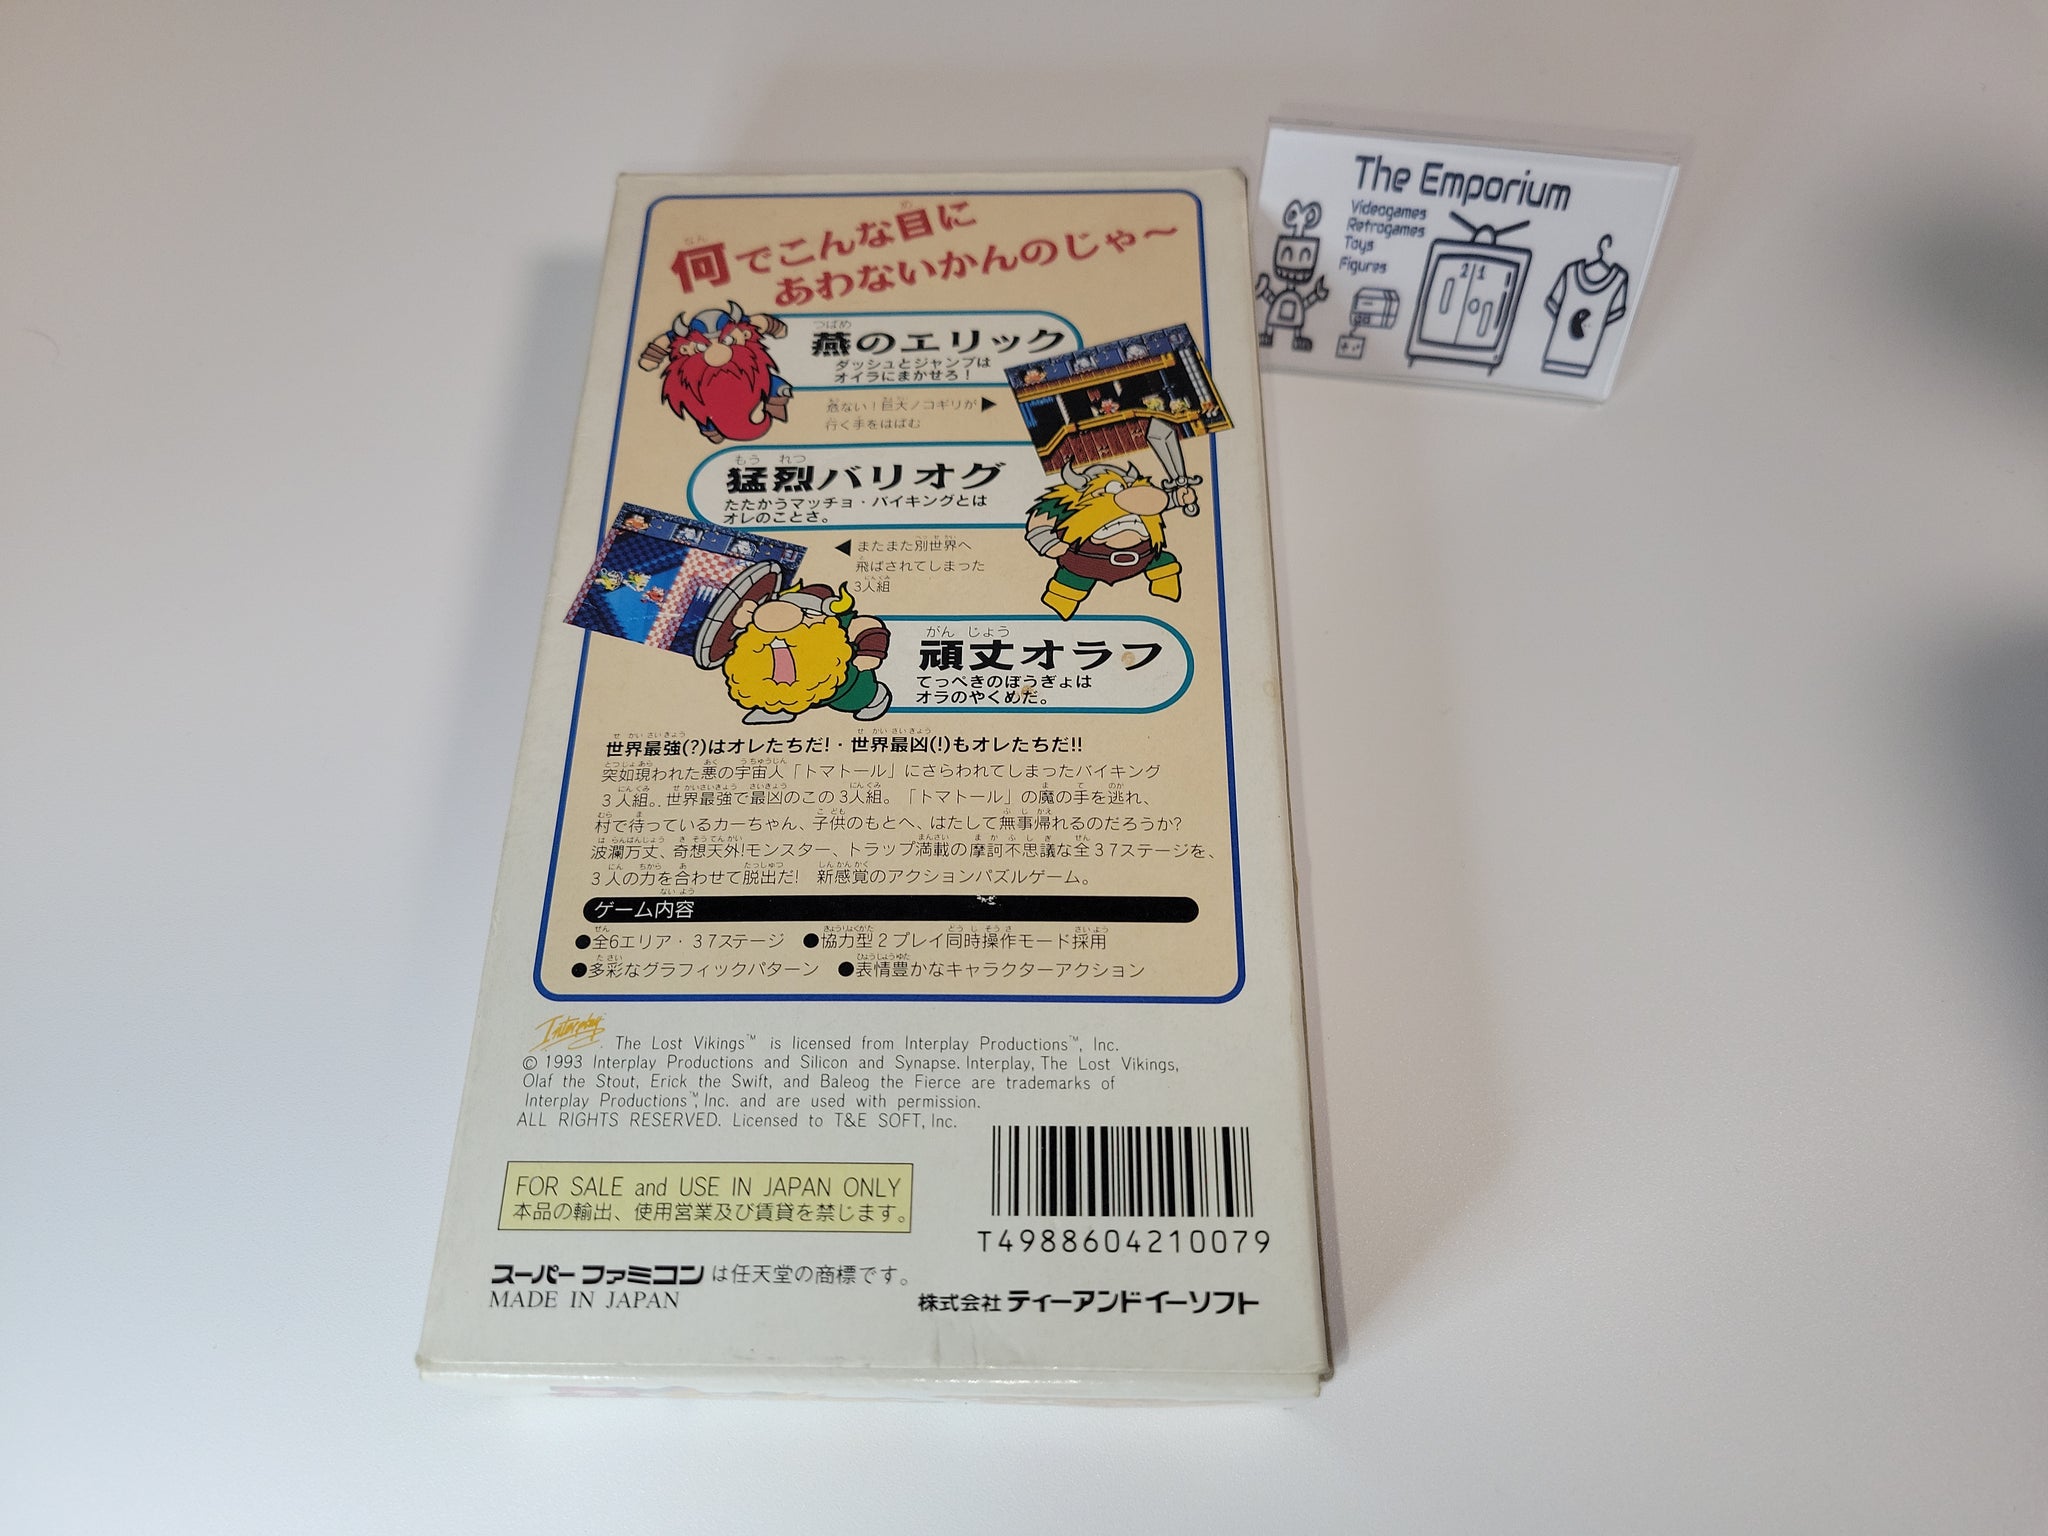 何でこんな目に
あわないかんのじゃ〜
燕のエリック
ダッシュとジャンプは
オイラにまかせろ！
危ない！巨大ノコギリが▶
行く手をはばむ
猛烈バリオグ
たたかうマッチョ・バイキングとは
オレのことさ。
◀またまた別世界へ
飛ばされてしまった
3人組
頑丈オラフ
てっぺきのぼうぎょは
オラのやくめだ。
世界最強(?)はオレたちだ!・世界最凶(!)もオレたちだ!!
突如現われた悪の宇宙人「トマトール」にさらわれてしまったバイキング
3人組。世界最強で最凶のこの3人組。「トマトール」の魔の手を逃れ、
村で待っているカーちゃん、子供のもとへ、はたして無事帰れるのだろうか?
波瀾万丈、奇想天外!モンスター、トラップ満載の摩訶不思議な全37ステージを、
3人の力を合わせて脱出だ! 新感覚のアクションパズルゲーム。
ゲーム内容
●全6エリア・37ステージ ●協力型2プレイ同時操作モード採用
●多彩なグラフィックパターン ●表情豊かなキャラクターアクション
Interplay. The Lost Vikings™ is licensed from Interplay Productions™, Inc.
© 1993 Interplay Productions and Silicon and Synapse. Interplay, The Lost Vikings,
Olaf the Stout, Erick the Swift, and Baleog the Fierce are trademarks of
Interplay Productions™, Inc. and are used with permission.
ALL RIGHTS RESERVED. Licensed to T&E SOFT, Inc.
FOR SALE and USE IN JAPAN ONLY
本品の輸出、使用営業及び賃貸を禁じます。
T4988604210079
スーパーファミコンは任天堂の商標です。
MADE IN JAPAN
株式会社ティーアンドイーソフト
The Emporium
Videogames
Retrogames
Toys
Figures
21